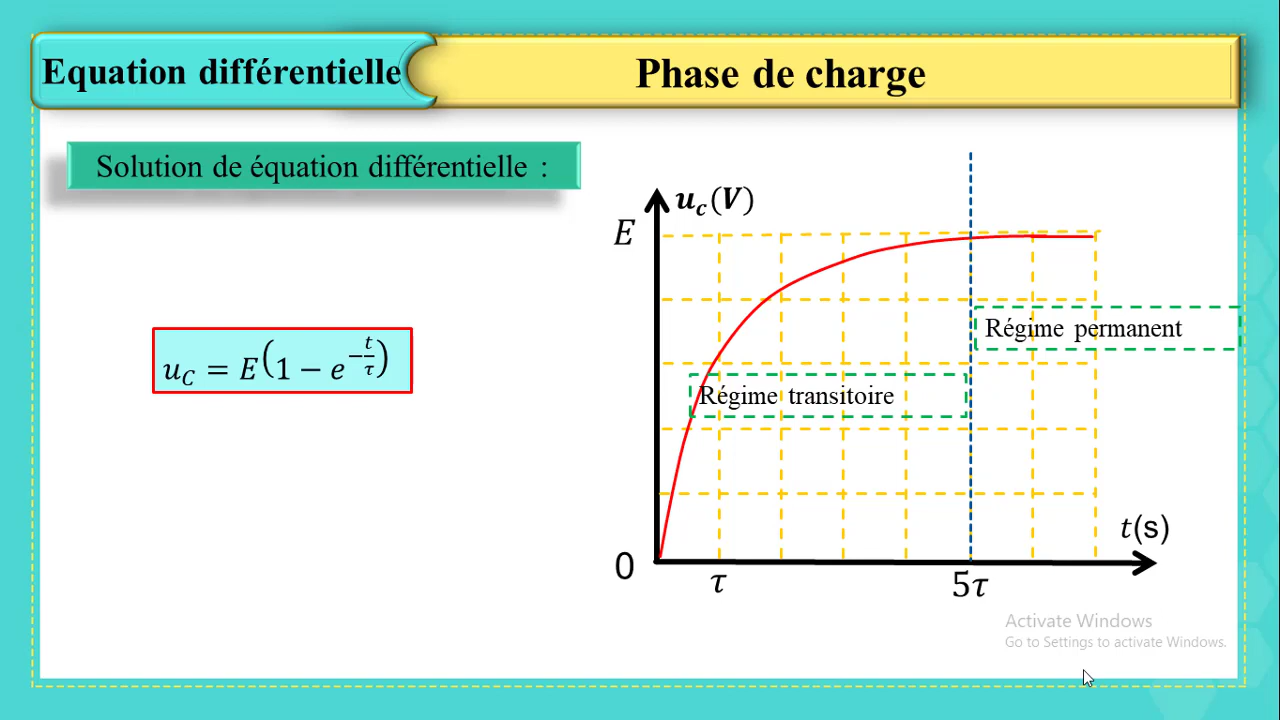 Equation différentielle
Phase de charge
Solution de équation différentielle :
u_C = E(1 − e^{−t/τ})
u_c(V)
E
Régime permanent
Régime transitoire
t(s)
0
τ
5τ
Activate Windows
Go to Settings to activate Windows.